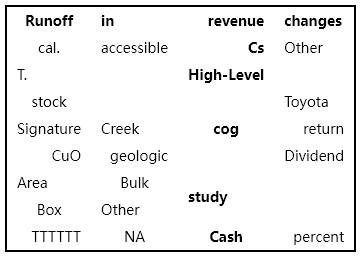 Runoff in revenue changes
cal. accessible Cs Other
T. High-Level
stock Toyota
Signature Creek cog return
CuO geologic Dividend
Area Bulk
study
Box Other
TTTTTT NA Cash percent